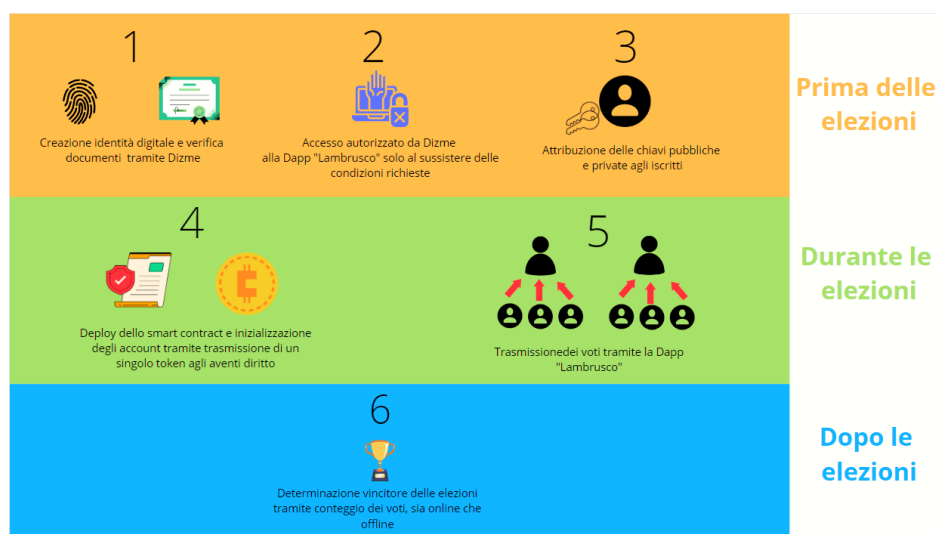 1
Creazione identità digitale e verifica
documenti tramite Dizme
2
Accesso autorizzato da Dizme
alla Dapp "Lambrusco" solo al sussistere delle
condizioni richieste
3
Attribuzione delle chiavi pubbliche
e private agli iscritti
Prima delle
elezioni
4
Deploy dello smart contract e inizializzazione
degli account tramite trasmissione di un
singolo token agli aventi diritto
5
Trasmissionedei voti tramite la Dapp
"Lambrusco"
Durante le
elezioni
6
Determinazione vincitore delle elezioni
tramite conteggio dei voti, sia online che
offline
Dopo le
elezioni